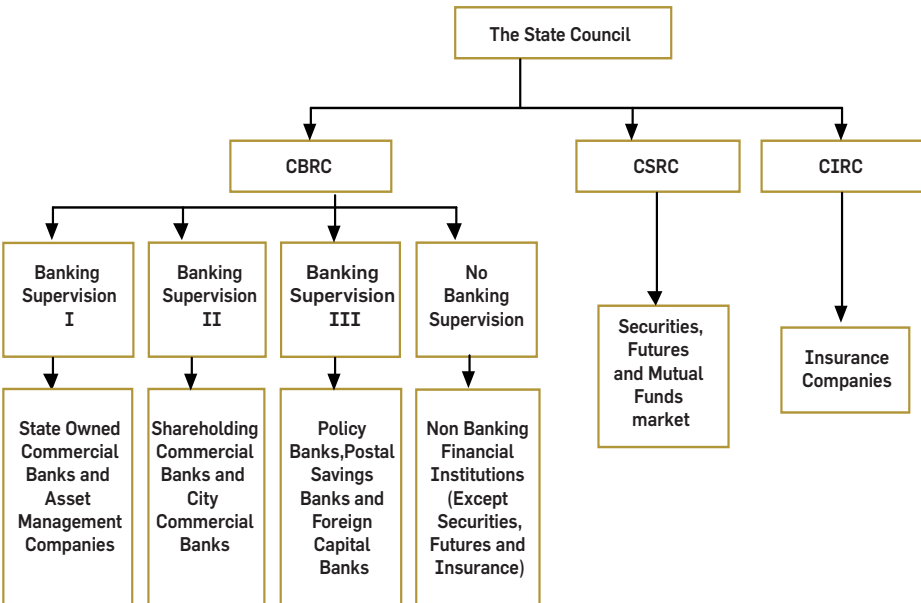 The State Council
CBRC
CSRC
CIRC
Banking
Supervision
I
Banking
Supervision
II
Banking
Supervision
III
No
Banking
Supervision
Securities,
Futures
and Mutual
Funds
market
Insurance
Companies
State Owned
Commercial
Banks and
Asset
Management
Companies
Shareholding
Commercial
Banks and
City
Commercial
Banks
Policy
Banks,Postal
Savings
Banks and
Foreign
Capital
Banks
Non Banking
Financial
Institutions
(Except
Securities,
Futures and
Insurance)